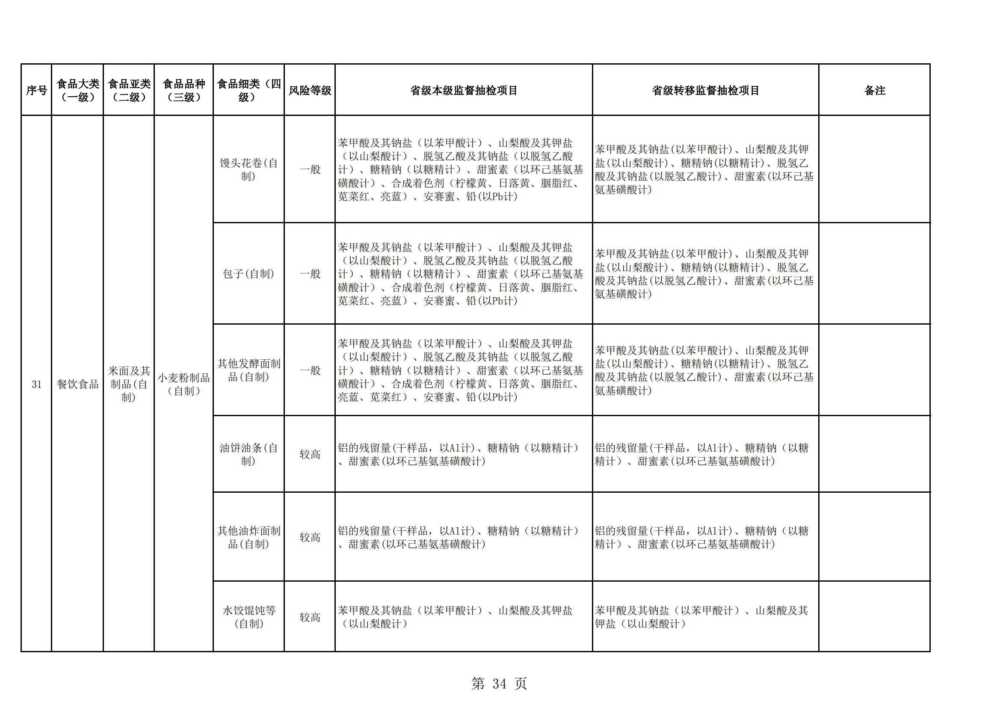 序号
食品大类
（一级）
食品亚类
（二级）
食品品种
（三级）
食品细类（四
级）
风险等级
省级本级监督抽检项目
省级转移监督抽检项目
备注
31
餐饮食品
米面及其
制品(自
制)
小麦粉制品
（自制）
馒头花卷(自
制)
一般
苯甲酸及其钠盐（以苯甲酸计）、山梨酸及其钾盐
（以山梨酸计）、脱氢乙酸及其钠盐（以脱氢乙酸
计）、糖精钠（以糖精计）、甜蜜素（以环己基氨基
磺酸计）、合成着色剂（柠檬黄、日落黄、胭脂红、
苋菜红、亮蓝）、安赛蜜、铅(以Pb计)
苯甲酸及其钠盐(以苯甲酸计)、山梨酸及其钾
盐(以山梨酸计)、糖精钠(以糖精计)、脱氢乙
酸及其钠盐(以脱氢乙酸计)、甜蜜素(以环己基
氨基磺酸计)
包子(自制)
一般
苯甲酸及其钠盐（以苯甲酸计）、山梨酸及其钾盐
（以山梨酸计）、脱氢乙酸及其钠盐（以脱氢乙酸
计）、糖精钠（以糖精计）、甜蜜素（以环己基氨基
磺酸计）、合成着色剂（柠檬黄、日落黄、胭脂红、
苋菜红、亮蓝）、安赛蜜、铅(以Pb计)
苯甲酸及其钠盐(以苯甲酸计)、山梨酸及其钾
盐(以山梨酸计)、糖精钠(以糖精计)、脱氢乙
酸及其钠盐(以脱氢乙酸计)、甜蜜素(以环己基
氨基磺酸计)
其他发酵面制
品(自制)
一般
苯甲酸及其钠盐（以苯甲酸计）、山梨酸及其钾盐
（以山梨酸计）、脱氢乙酸及其钠盐（以脱氢乙酸
计）、糖精钠（以糖精计）、甜蜜素（以环己基氨基
磺酸计）、合成着色剂（柠檬黄、日落黄、胭脂红、
亮蓝、苋菜红）、安赛蜜、铅(以Pb计)
苯甲酸及其钠盐(以苯甲酸计)、山梨酸及其钾
盐(以山梨酸计)、糖精钠(以糖精计)、脱氢乙
酸及其钠盐(以脱氢乙酸计)、甜蜜素(以环己基
氨基磺酸计)
油饼油条(自
制)
较高
铝的残留量(干样品，以Al计)、糖精钠（以糖精计）
、甜蜜素(以环己基氨基磺酸计)
铝的残留量(干样品，以Al计)、糖精钠（以糖
精计）、甜蜜素(以环己基氨基磺酸计)
其他油炸面制
品(自制)
较高
铝的残留量(干样品，以Al计)、糖精钠（以糖精计）
、甜蜜素(以环己基氨基磺酸计)
铝的残留量(干样品，以Al计)、糖精钠（以糖
精计）、甜蜜素(以环己基氨基磺酸计)
水饺馄饨等
(自制)
较高
苯甲酸及其钠盐（以苯甲酸计）、山梨酸及其钾盐
（以山梨酸计）
苯甲酸及其钠盐（以苯甲酸计）、山梨酸及其
钾盐（以山梨酸计）
第 34 页